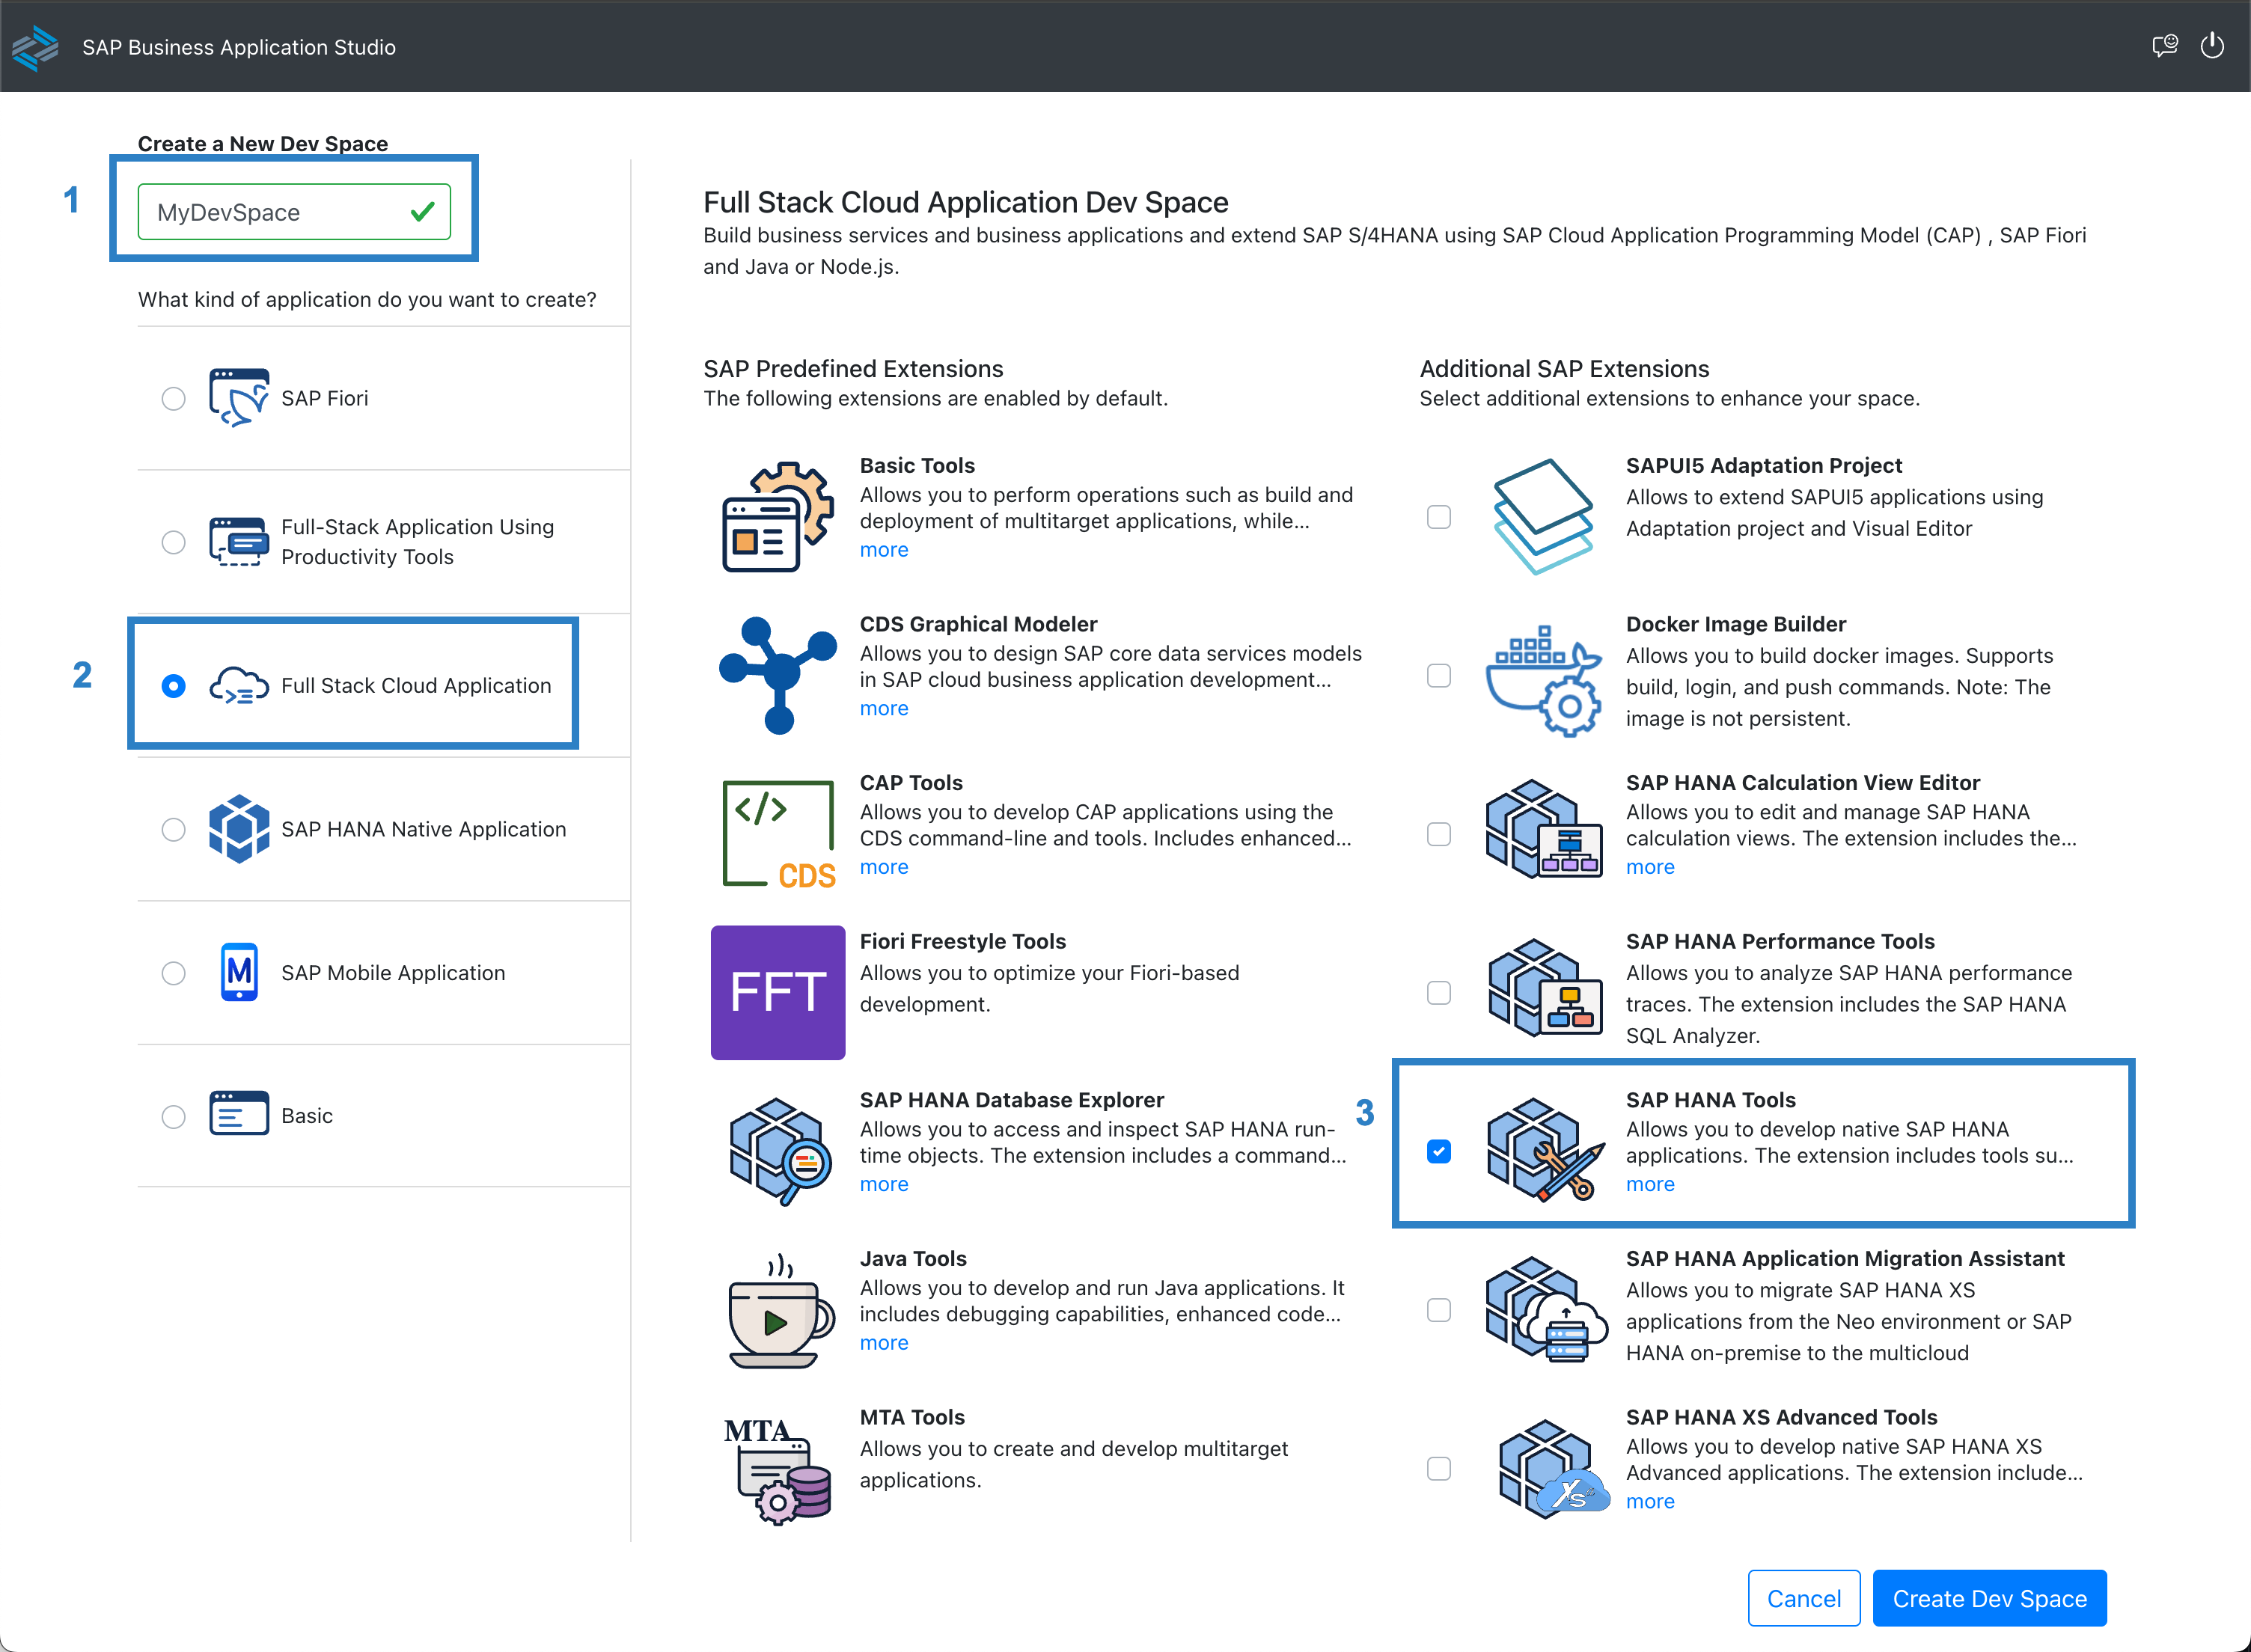 SAP Business Application Studio
Create a New Dev Space
1
MyDevSpace
What kind of application do you want to create?
SAP Fiori
Full-Stack Application Using
Productivity Tools
2
Full Stack Cloud Application
SAP HANA Native Application
M
SAP Mobile Application
Basic
Full Stack Cloud Application Dev Space
Build business services and business applications and extend SAP S/4HANA using SAP Cloud Application Programming Model (CAP) , SAP Fiori
and Java or Node.js.
SAP Predefined Extensions
The following extensions are enabled by default.
Basic Tools
Allows you to perform operations such as build and
deployment of multitarget applications, while...
more
CDS Graphical Modeler
Allows you to design SAP core data services models
in SAP cloud business application development...
more
</>
CDS
CAP Tools
Allows you to develop CAP applications using the
CDS command-line and tools. Includes enhanced...
more
FFT
Fiori Freestyle Tools
Allows you to optimize your Fiori-based
development.
SAP HANA Database Explorer
Allows you to access and inspect SAP HANA run-
time objects. The extension includes a command...
more
Java Tools
Allows you to develop and run Java applications. It
includes debugging capabilities, enhanced code...
more
MTA
MTA Tools
Allows you to create and develop multitarget
applications.
Additional SAP Extensions
Select additional extensions to enhance your space.
SAPUI5 Adaptation Project
Allows to extend SAPUI5 applications using
Adaptation project and Visual Editor
Docker Image Builder
Allows you to build docker images. Supports
build, login, and push commands. Note: The
image is not persistent.
SAP HANA Calculation View Editor
Allows you to edit and manage SAP HANA
calculation views. The extension includes the...
more
SAP HANA Performance Tools
Allows you to analyze SAP HANA performance
traces. The extension includes the SAP HANA
SQL Analyzer.
3
SAP HANA Tools
Allows you to develop native SAP HANA
applications. The extension includes tools su...
more
SAP HANA Application Migration Assistant
Allows you to migrate SAP HANA XS
applications from the Neo environment or SAP
HANA on-premise to the multicloud
XS
SAP HANA XS Advanced Tools
Allows you to develop native SAP HANA XS
Advanced applications. The extension include...
more
Cancel
Create Dev Space